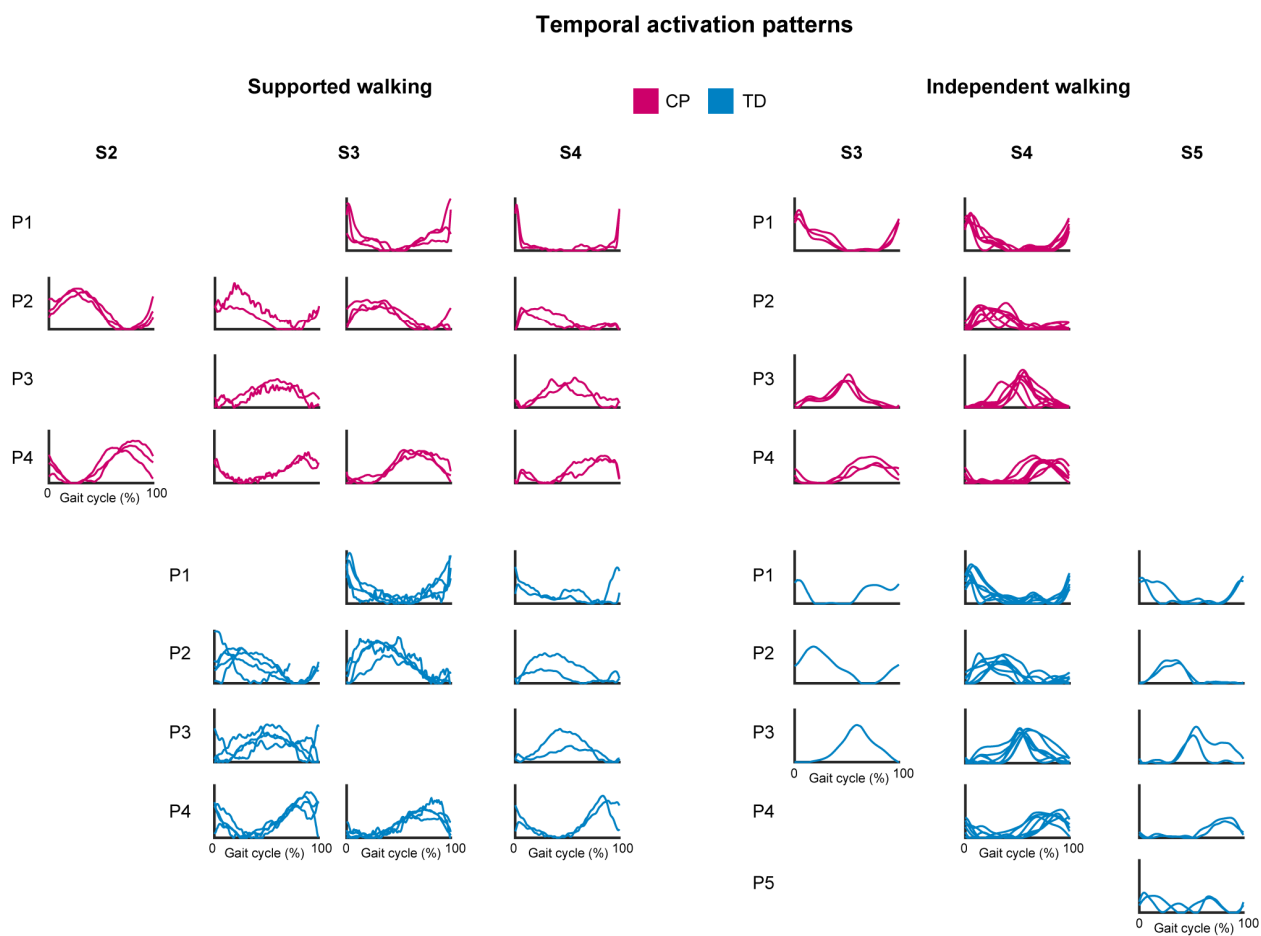 Temporal activation patterns
Supported walking
CP TD
Independent walking
S2 S3 S4 S3 S4 S5
P1 P1
P2 P2
P3 P3
P4 P4
0 100
Gait cycle (%)
P1 P1
P2 P2
P3 P3
0 100
Gait cycle (%)
P4 P4
0 100 0 100 0 100 0 100
Gait cycle (%) Gait cycle (%) Gait cycle (%) Gait cycle (%)
P5
0 100
Gait cycle (%)